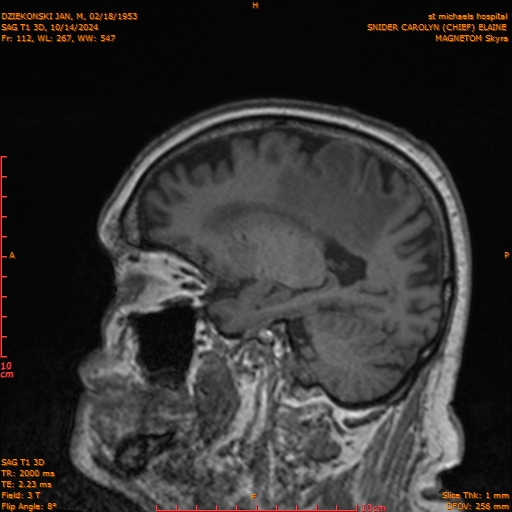 H
DZIEKONSKI JAN, M, 02/18/1953
SAG T1 3D, 10/14/2024
Fr: 112, WL: 267, WW: 547
st michaels hospital
SNIDER CAROLYN (CHIEF) ELAINE
MAGNETOM Skyra
A
P
10
cm
SAG T1 3D
TR: 2000 ms
TE: 2.23 ms
Field: 3 T
Flip Angle: 8°
F
10cm
Slice Thk: 1 mm
DFOV: 256 mm